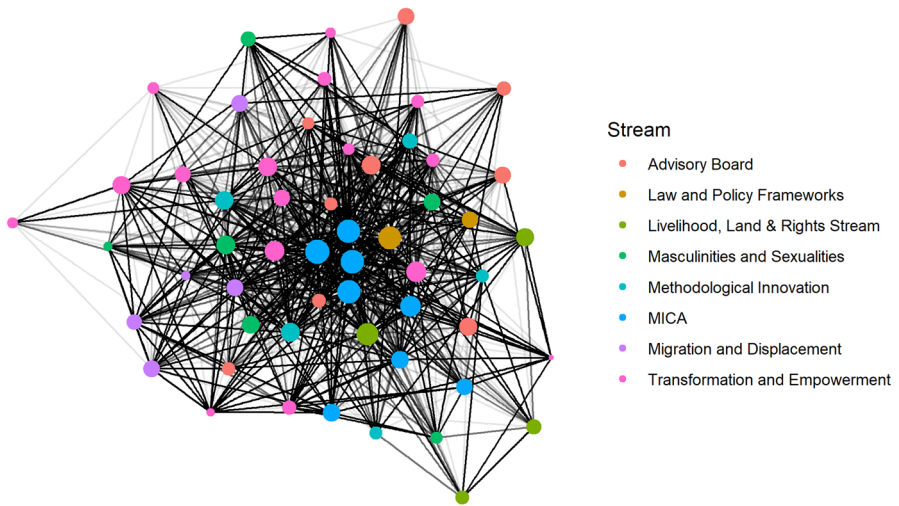 Stream
Advisory Board
Law and Policy Frameworks
Livelihood, Land & Rights Stream
Masculinities and Sexualities
Methodological Innovation
MICA
Migration and Displacement
Transformation and Empowerment